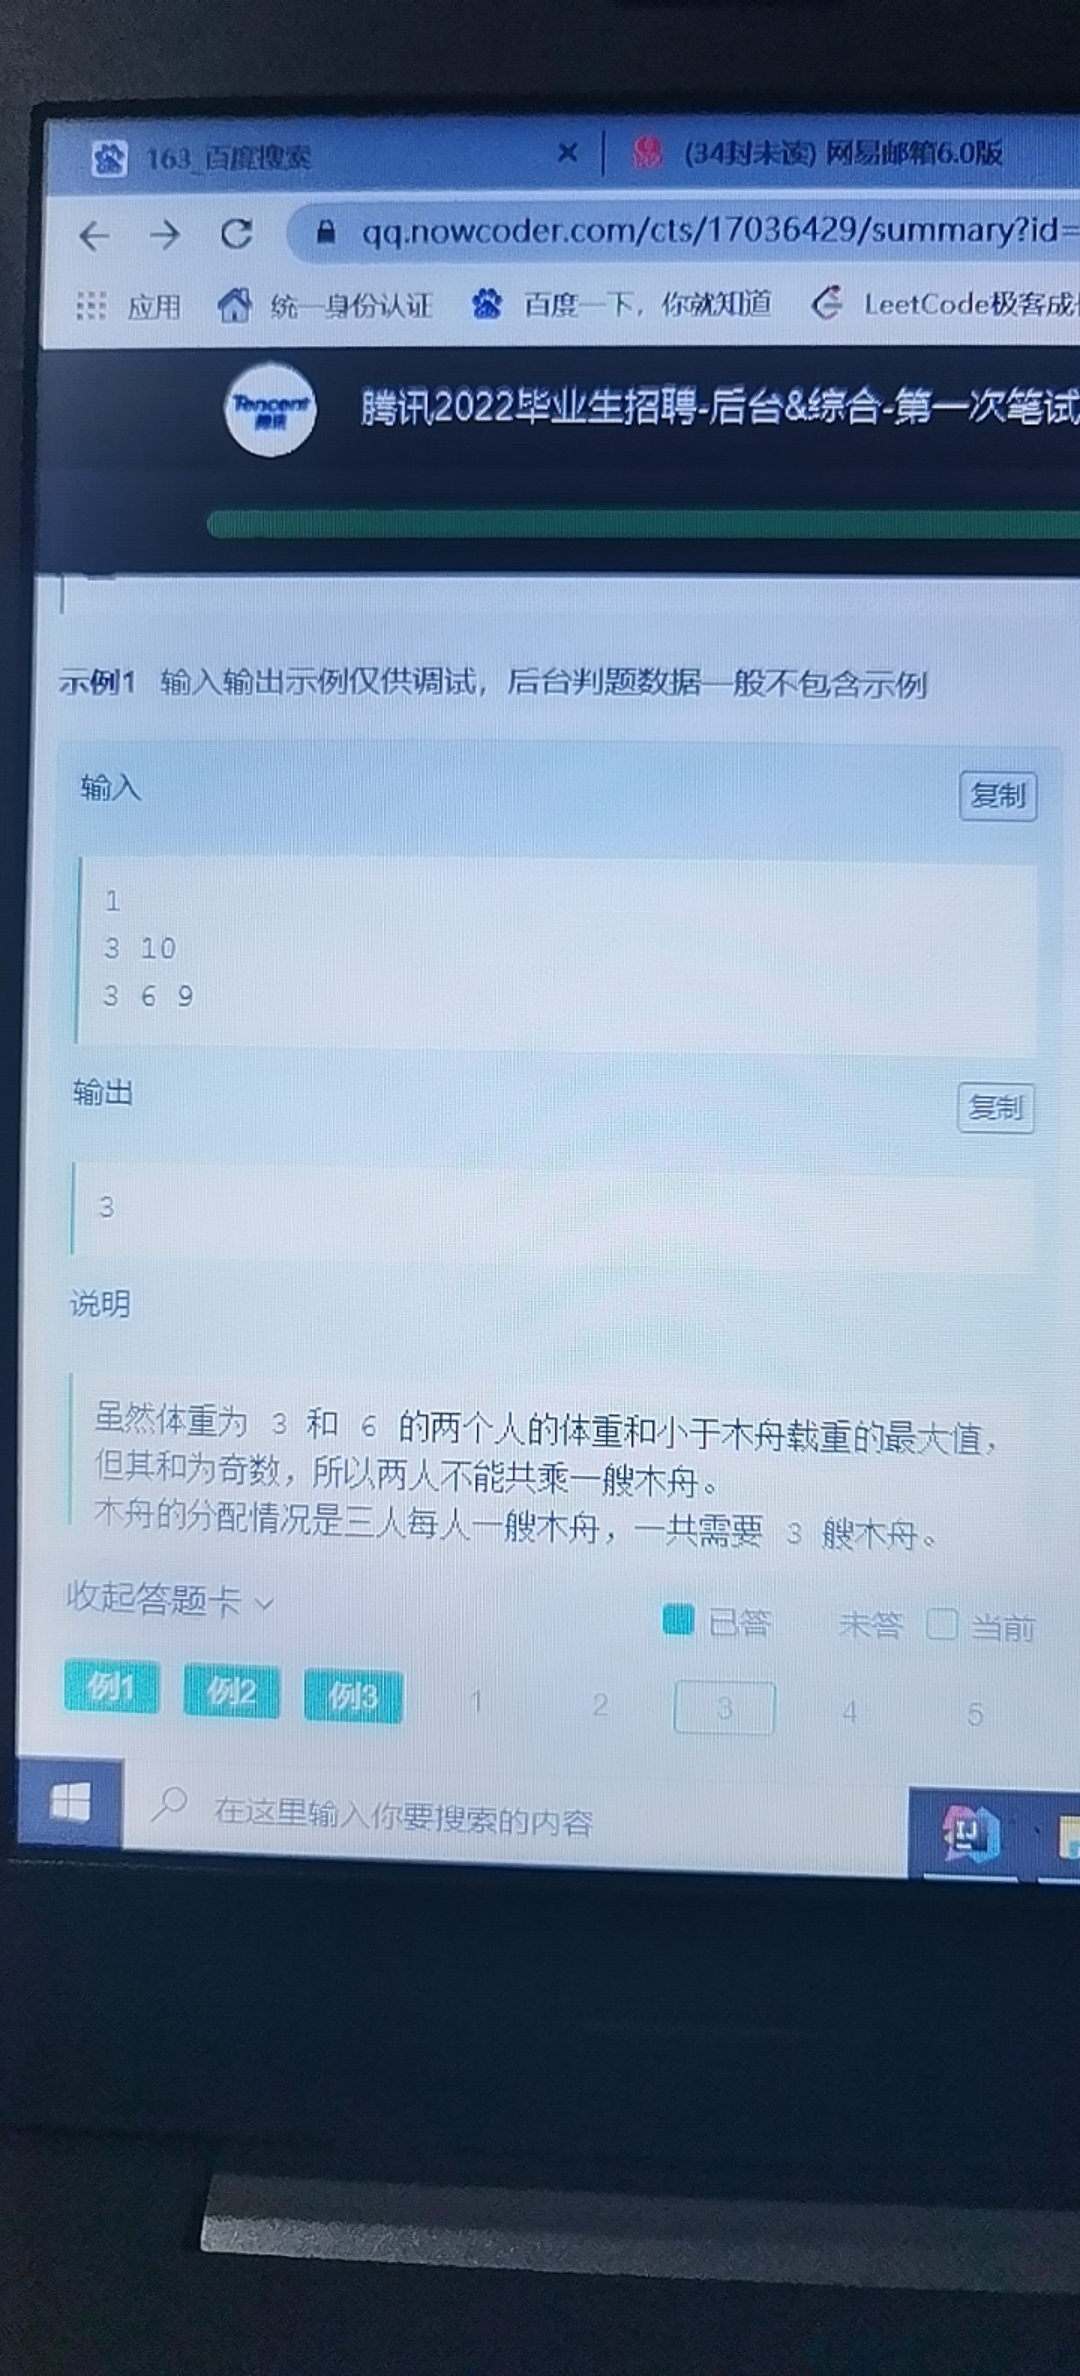 163_百度搜索
(34封未读) 网易邮箱6.0版
qq.nowcoder.com/cts/17036429/summary?id=
应用 统一身份认证 百度一下，你就知道 LeetCode极客成
Tencent 腾讯
腾讯2022毕业生招聘-后台&综合-第一次笔试
示例1 输入输出示例仅供调试，后台判题数据一般不包含示例
输入
复制
1
3 10
3 6 9
输出
复制
3
说明
虽然体重为 3 和 6 的两个人的体重和小于木舟载重的最大值，
但其和为奇数，所以两人不能共乘一艘木舟。
木舟的分配情况是三人每人一艘木舟，一共需要 3 艘木舟。
收起答题卡
已答 未答 当前
例1 例2 例3 1 2 3 4 5
在这里输入你要搜索的内容
IJ